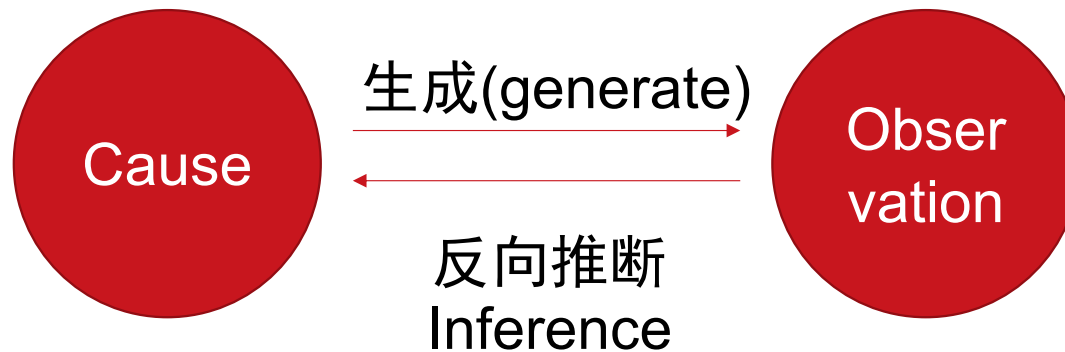 Cause
生成(generate)
Obser
vation
反向推断
Inference